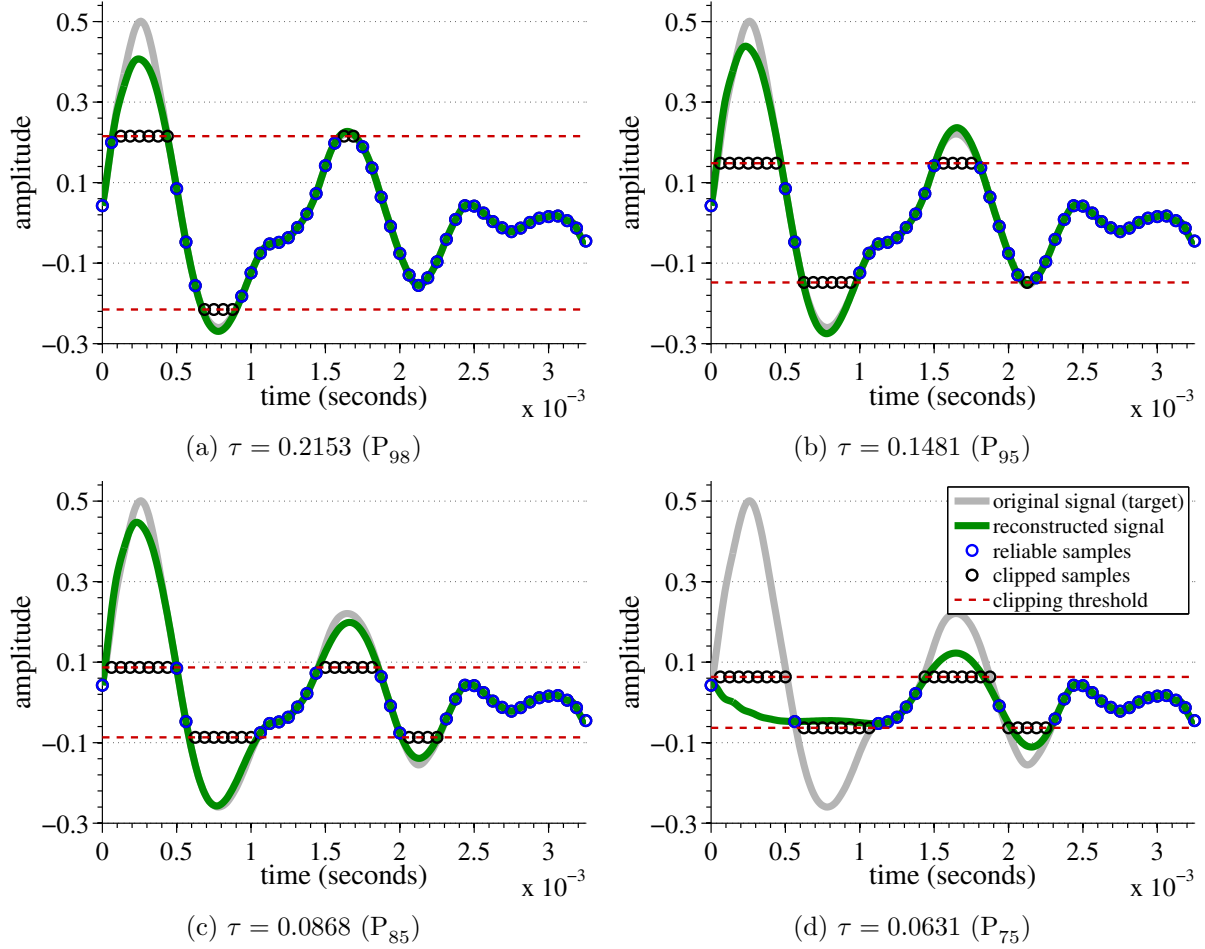 0.5
0.3
0.1
−0.1
−0.3
amplitude
0 0.5 1 1.5 2 2.5 3
time (seconds)
x 10⁻³
(a) τ = 0.2153 (P₉₈)
0.5
0.3
0.1
−0.1
−0.3
amplitude
0 0.5 1 1.5 2 2.5 3
time (seconds)
x 10⁻³
(b) τ = 0.1481 (P₉₅)
0.5
0.3
0.1
−0.1
−0.3
amplitude
0 0.5 1 1.5 2 2.5 3
time (seconds)
x 10⁻³
(c) τ = 0.0868 (P₈₅)
0.5
0.3
0.1
−0.1
−0.3
amplitude
original signal (target)
reconstructed signal
reliable samples
clipped samples
clipping threshold
0 0.5 1 1.5 2 2.5 3
time (seconds)
x 10⁻³
(d) τ = 0.0631 (P₇₅)